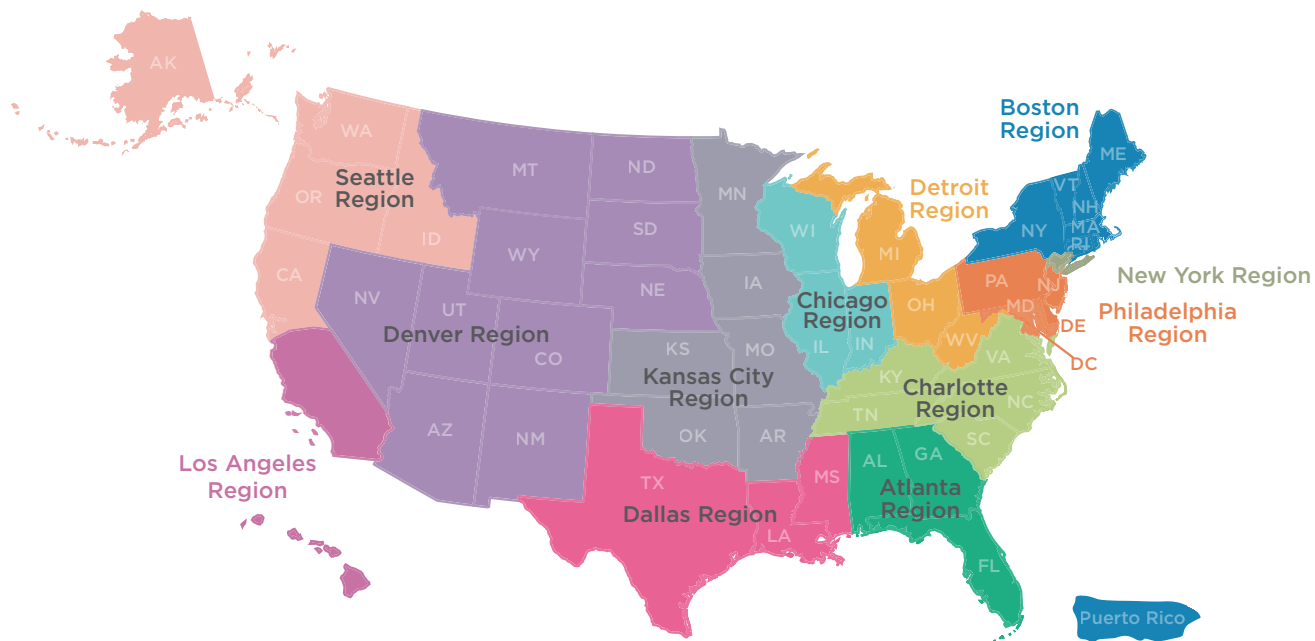 AK
Boston
Region
WA
ME
MT
ND
VT
Seattle
Region
Detroit
Region
MN
OR
NH
MA
NY
RI
ID
SD
WI
MI
WY
CA
New York Region
PA
NJ
IA
NE
NV
Chicago
Region
OH
MD
Philadelphia
Region
UT
DE
Denver Region
KS
MO
IL
IN
WV
VA
CO
DC
Kansas City
Region
KY
Charlotte
Region
NC
TN
AZ
NM
OK
AR
SC
Los Angeles
Region
TX
MS
AL
GA
Atlanta
Region
Dallas Region
LA
FL
Puerto Rico